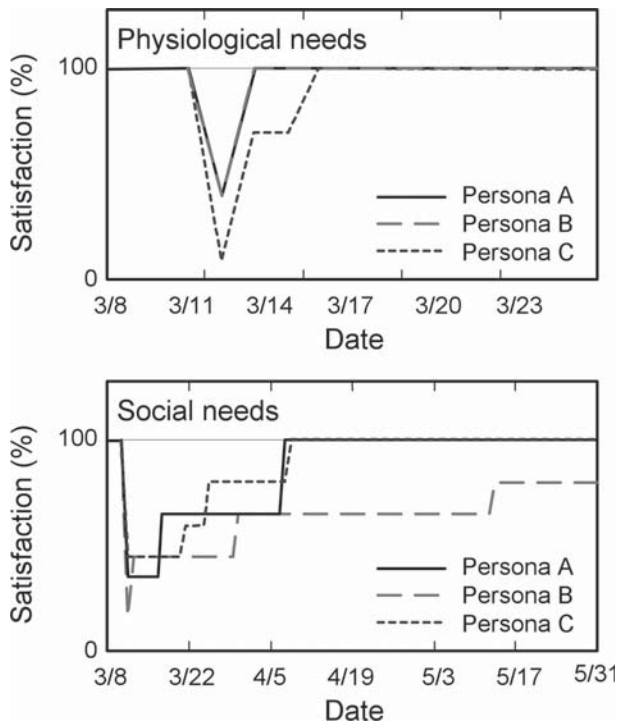 Physiological needs
Satisfaction (%)
100
0
Persona A
Persona B
Persona C
3/8 3/11 3/14 3/17 3/20 3/23
Date
Social needs
Satisfaction (%)
100
0
Persona A
Persona B
Persona C
3/8 3/22 4/5 4/19 5/3 5/17 5/31
Date